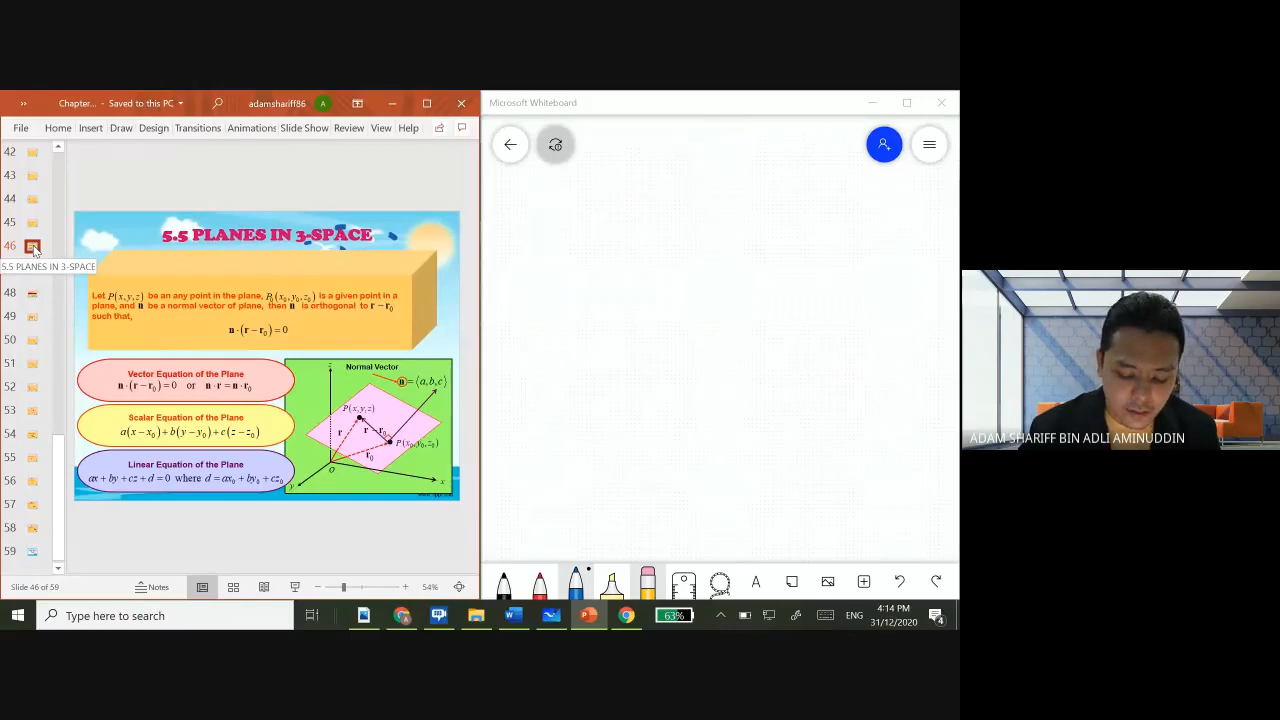 Chapter... - Saved to this PC
adamshariff86
A
File Home Insert Draw Design Transitions Animations Slide Show Review View Help
42
43
44
45
46
5.5 PLANES IN 3-SPACE
48
49
50
51
52
53
54
55
56
57
58
59
5.5 PLANES IN 3-SPACE
Let P(x, y, z) be an any point in the plane, P₀(x₀, y₀, z₀) is a given point in a
plane, and n be a normal vector of plane, then n is orthogonal to r − r₀
such that,
n · (r − r₀) = 0
Vector Equation of the Plane
n · (r − r₀) = 0 or n · r = n · r₀
Scalar Equation of the Plane
a(x − x₀) + b(y − y₀) + c(z − z₀)
Linear Equation of the Plane
ax + by + cz + d = 0 where d = ax₀ + by₀ + cz₀
Normal Vector
n = ⟨a, b, c⟩
z
P(x, y, z)
r
r − r₀
P(x₀, y₀, z₀)
r₀
O
x
y
Slide 46 of 59
Notes
54%
Microsoft Whiteboard
A
ADAM SHARIFF BIN ADLI AMINUDDIN
Type here to search
63%
ENG
4:14 PM
31/12/2020
4